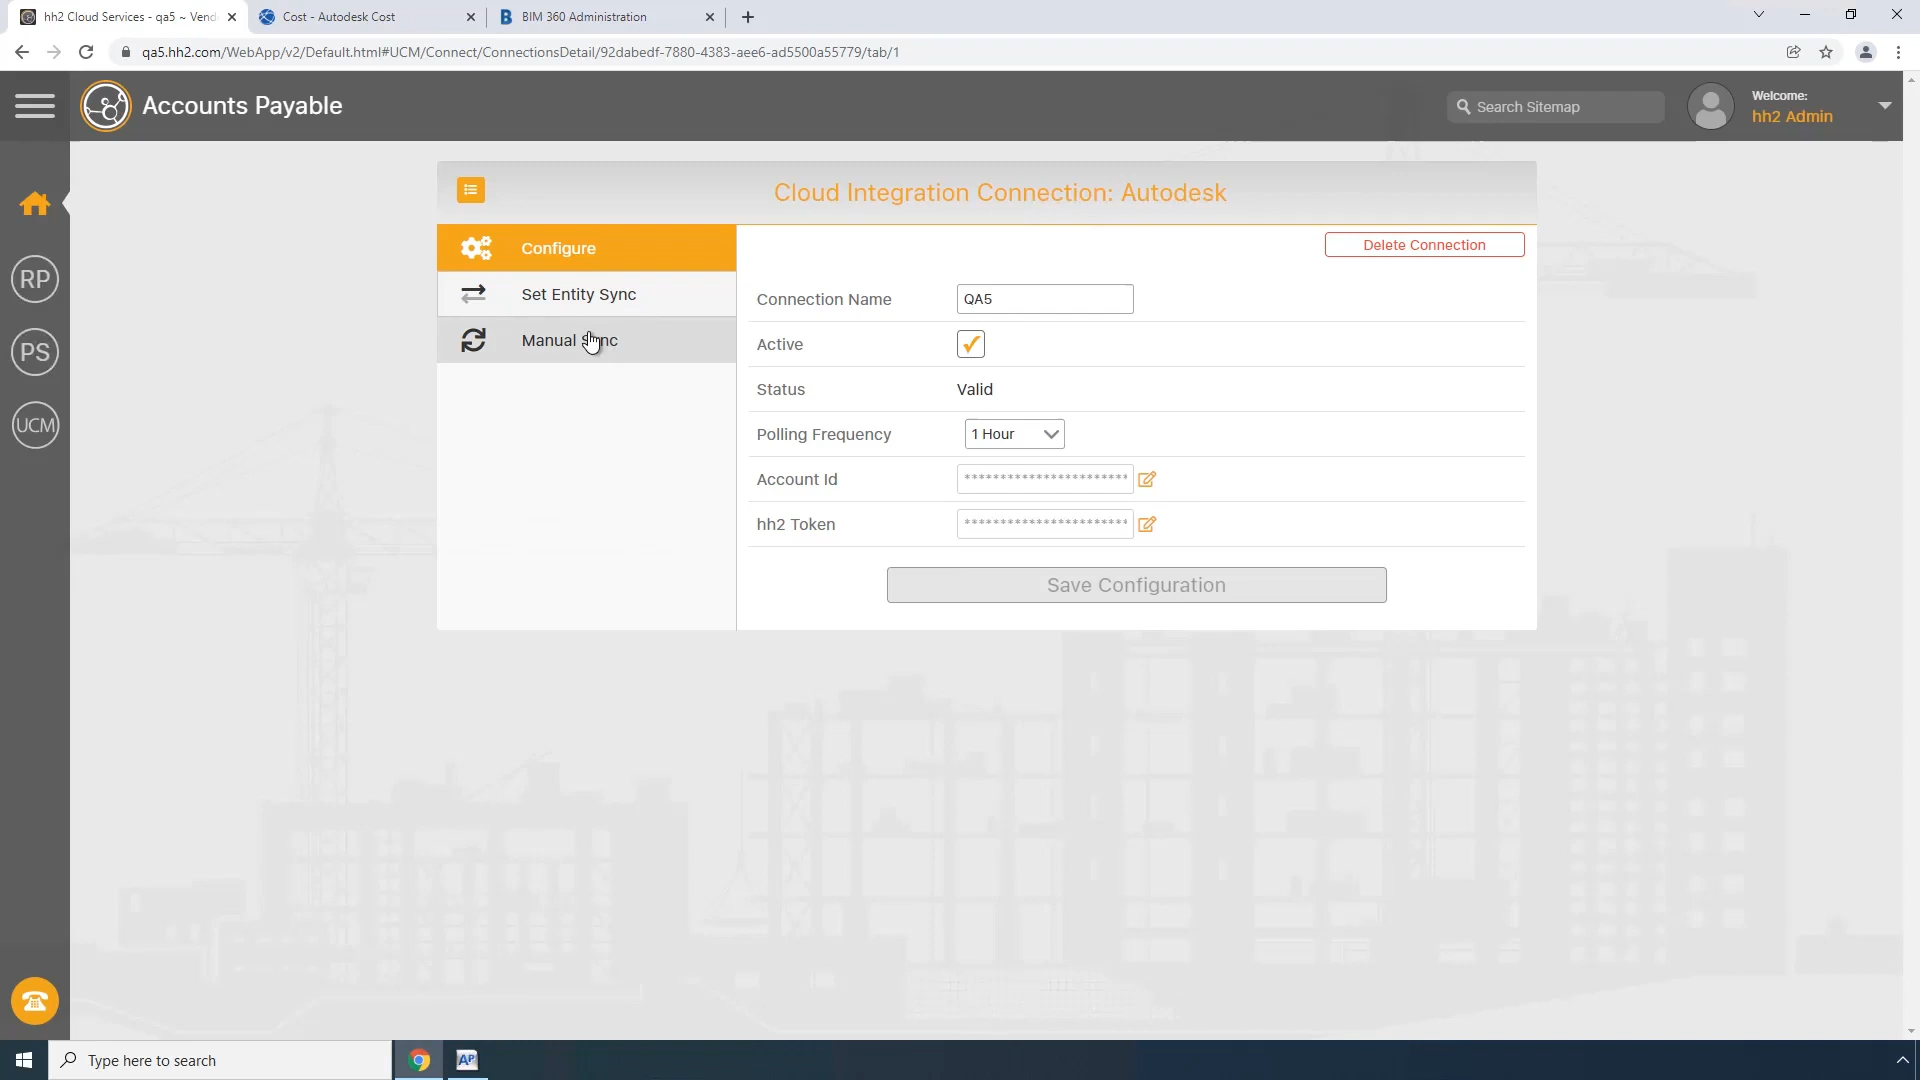 hh2 Cloud Services - qa5 ~ Vend
Cost - Autodesk Cost
BIM 360 Administration
qa5.hh2.com/WebApp/v2/Default.html#UCM/Connect/ConnectionsDetail/92dabedf-7880-4383-aee6-ad5500a55779/tab/1
Accounts Payable
Search Sitemap
Welcome:
hh2 Admin
RP
PS
UCM
Cloud Integration Connection: Autodesk
Configure
Set Entity Sync
Manual Sync
Delete Connection
Connection Name
QA5
Active
Status
Valid
Polling Frequency
1 Hour
Account Id
***********************
hh2 Token
***********************
Save Configuration
Type here to search
AP